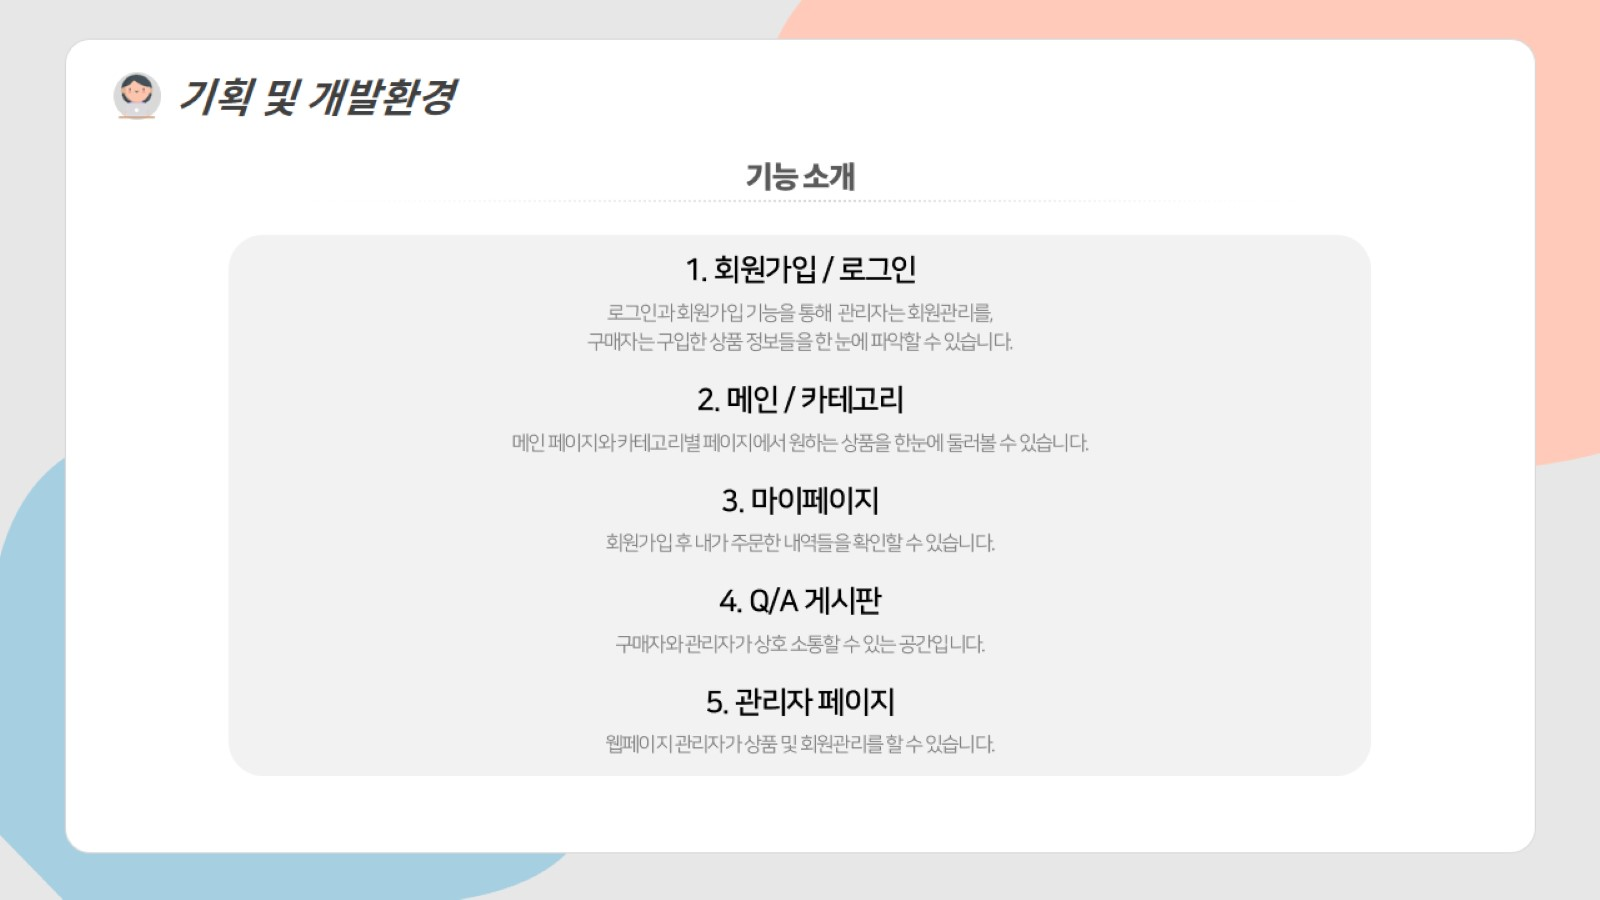 기획 및 개발환경
기능 소개
1. 회원가입 / 로그인
로그인과 회원가입 기능을 통해 관리자는 회원관리를,
구매자는 구입한 상품 정보들을 한 눈에 파악할 수 있습니다.
2. 메인 / 카테고리
메인 페이지와 카테고리별 페이지에서 원하는 상품을 한눈에 둘러볼 수 있습니다.
3. 마이페이지
회원가입 후 내가 주문한 내역들을 확인할 수 있습니다.
4. Q/A 게시판
구매자와 관리자가 상호 소통할 수 있는 공간입니다.
5. 관리자 페이지
웹페이지 관리자가 상품 및 회원관리를 할 수 있습니다.